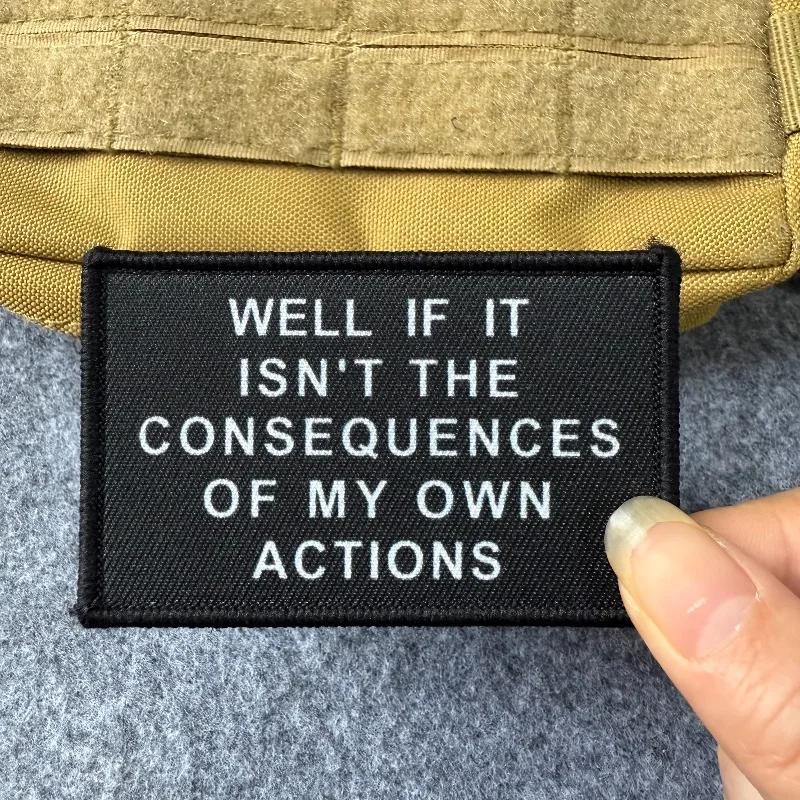 WELL IF IT
ISN'T THE
CONSEQUENCES
OF MY OWN
ACTIONS